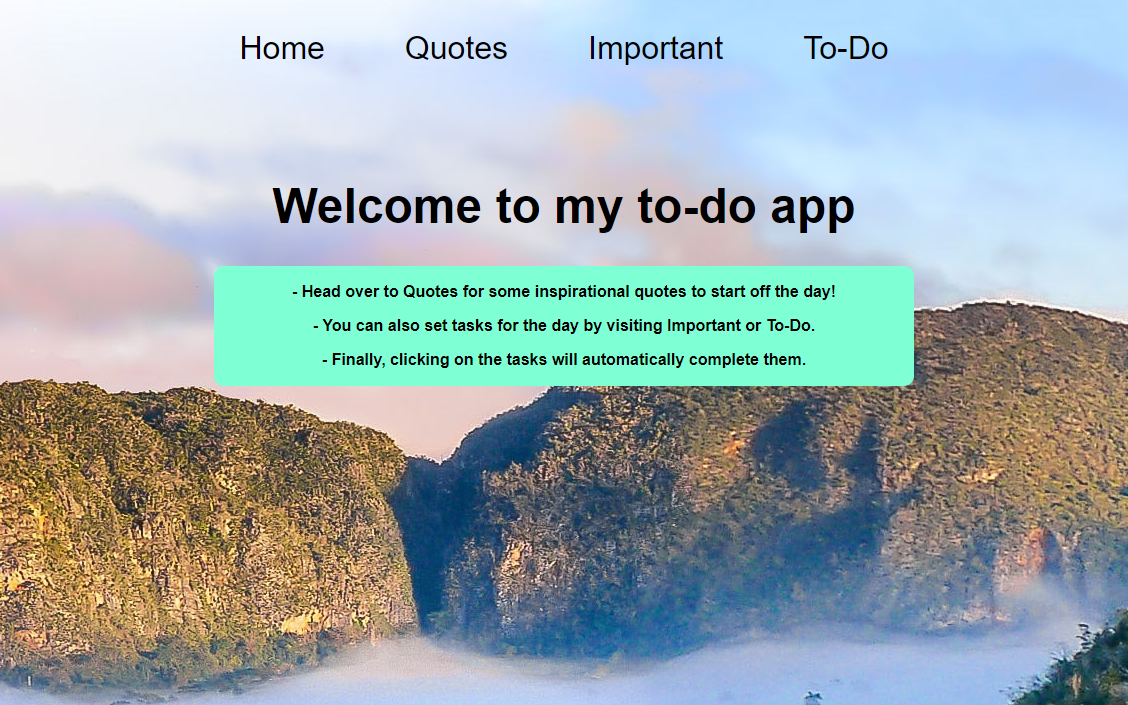 Home Quotes Important To-Do
Welcome to my to-do app
- Head over to Quotes for some inspirational quotes to start off the day!
- You can also set tasks for the day by visiting Important or To-Do.
- Finally, clicking on the tasks will automatically complete them.